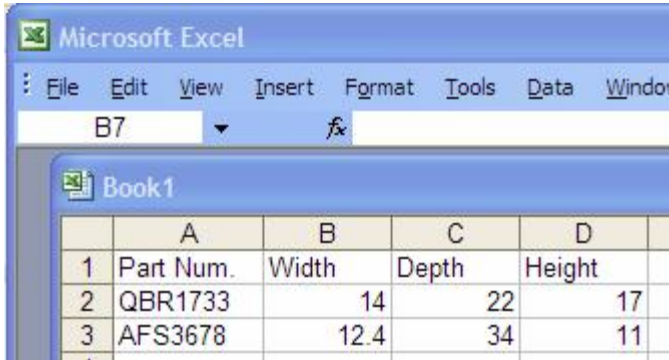 Microsoft Excel
File Edit View Insert Format Tools Data Windo
B7 fx
Book1
A B C D
1 Part Num. Width Depth Height
2 QBR1733 14 22 17
3 AFS3678 12.4 34 11